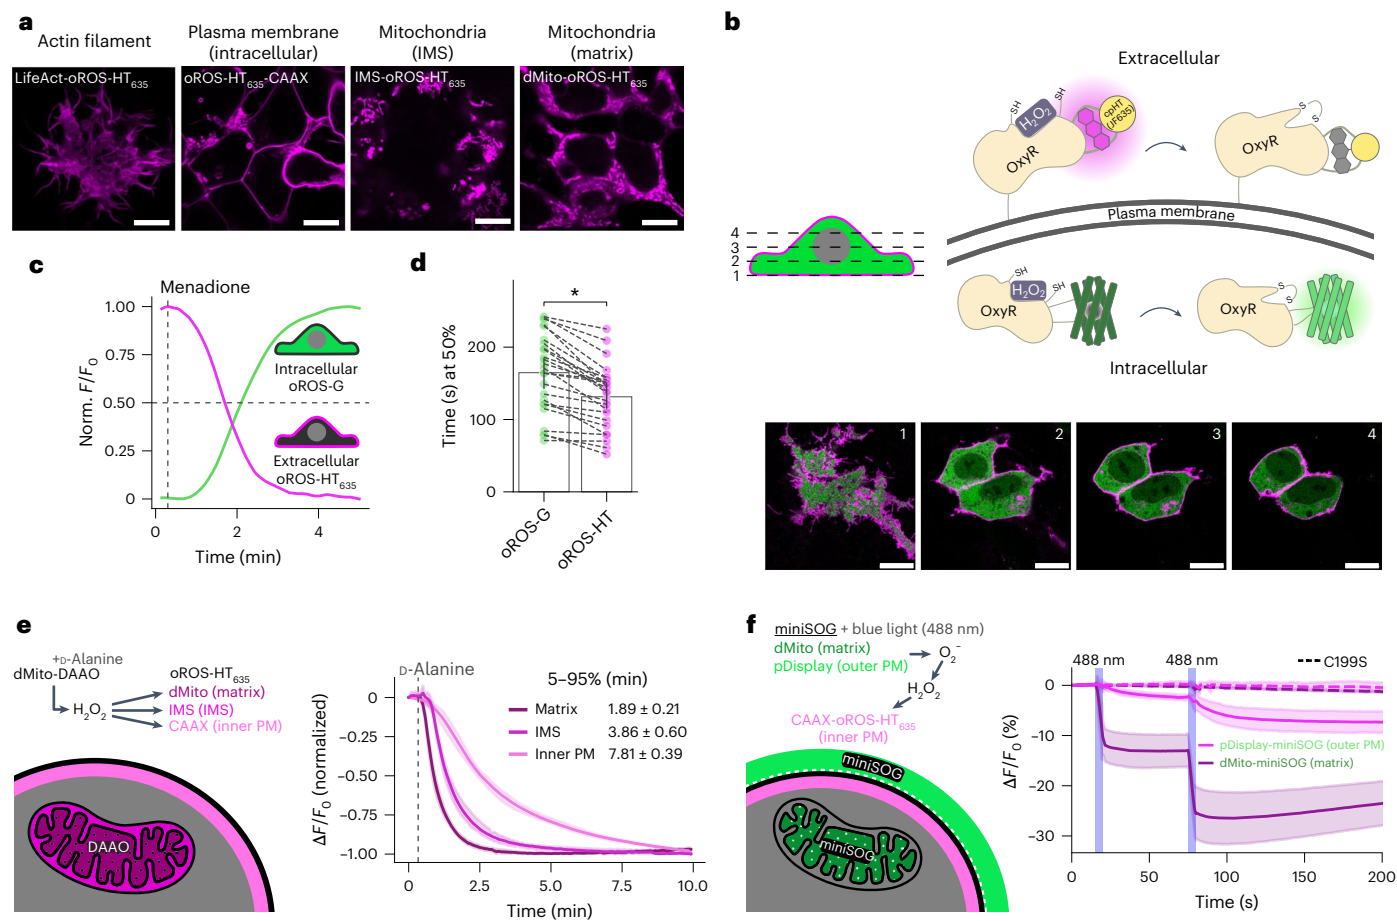 a
Actin filament
Plasma membrane
(intracellular)
Mitochondria
(IMS)
Mitochondria
(matrix)
LifeAct-oROS-HT635
oROS-HT635-CAAX
IMS-oROS-HT635
dMito-oROS-HT635
b
Extracellular
SH
SH
H2O2
cpHT
(JF635)
OxyR
S
S
OxyR
Plasma membrane
4
3
2
1
SH
H2O2
SH
OxyR
S
S
OxyR
Intracellular
1
2
3
4
c
Menadione
1.00
0.75
0.50
0.25
0
Norm. F/F0
Intracellular
oROS-G
Extracellular
oROS-HT635
0
2
4
Time (min)
d
*
200
100
0
Time (s) at 50%
oROS-G
oROS-HT
e
+D-Alanine
dMito-DAAO
H2O2
oROS-HT635
dMito (matrix)
IMS (IMS)
CAAX (inner PM)
DAAO
D-Alanine
5–95% (min)
Matrix 1.89 ± 0.21
IMS 3.86 ± 0.60
Inner PM 7.81 ± 0.39
0
−0.25
−0.50
−0.75
−1.00
ΔF/F0 (normalized)
0
2.5
5.0
7.5
10.0
Time (min)
f
miniSOG + blue light (488 nm)
dMito (matrix)
pDisplay (outer PM)
O2−
H2O2
CAAX-oROS-HT635
(inner PM)
miniSOG
miniSOG
488 nm
488 nm
C199S
0
−10
−20
−30
ΔF/F0 (%)
pDisplay-miniSOG (outer PM)
dMito-miniSOG (matrix)
0
50
100
150
200
Time (s)